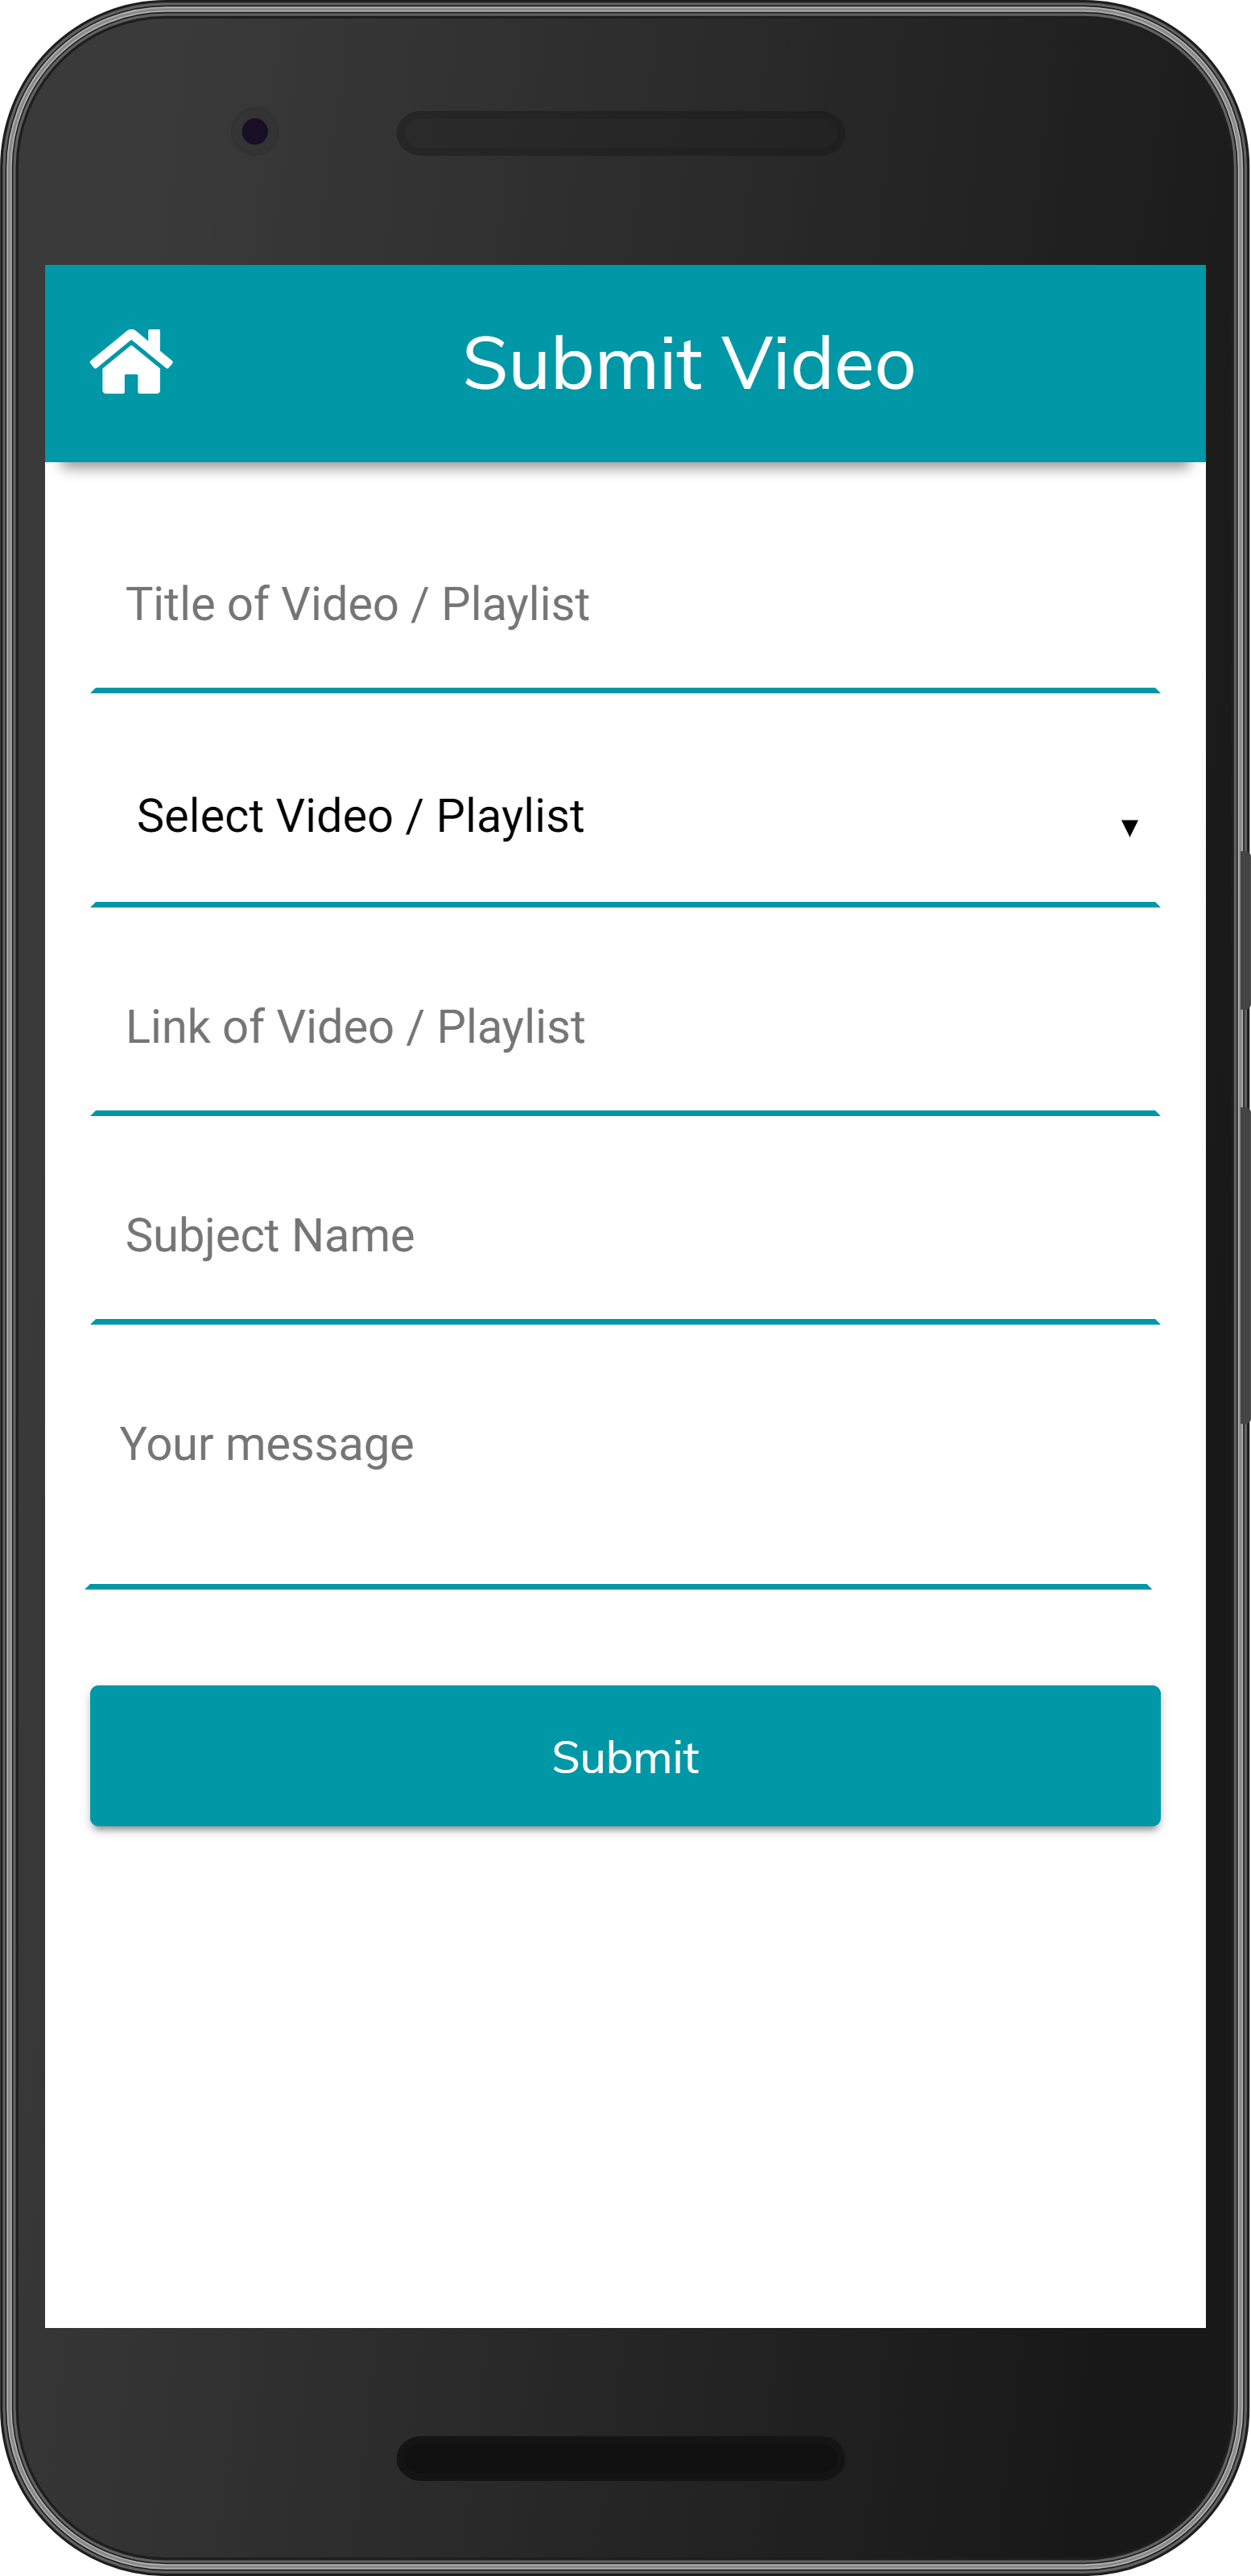 Submit Video
Title of Video / Playlist
Select Video / Playlist
Link of Video / Playlist
Subject Name
Your message
Submit